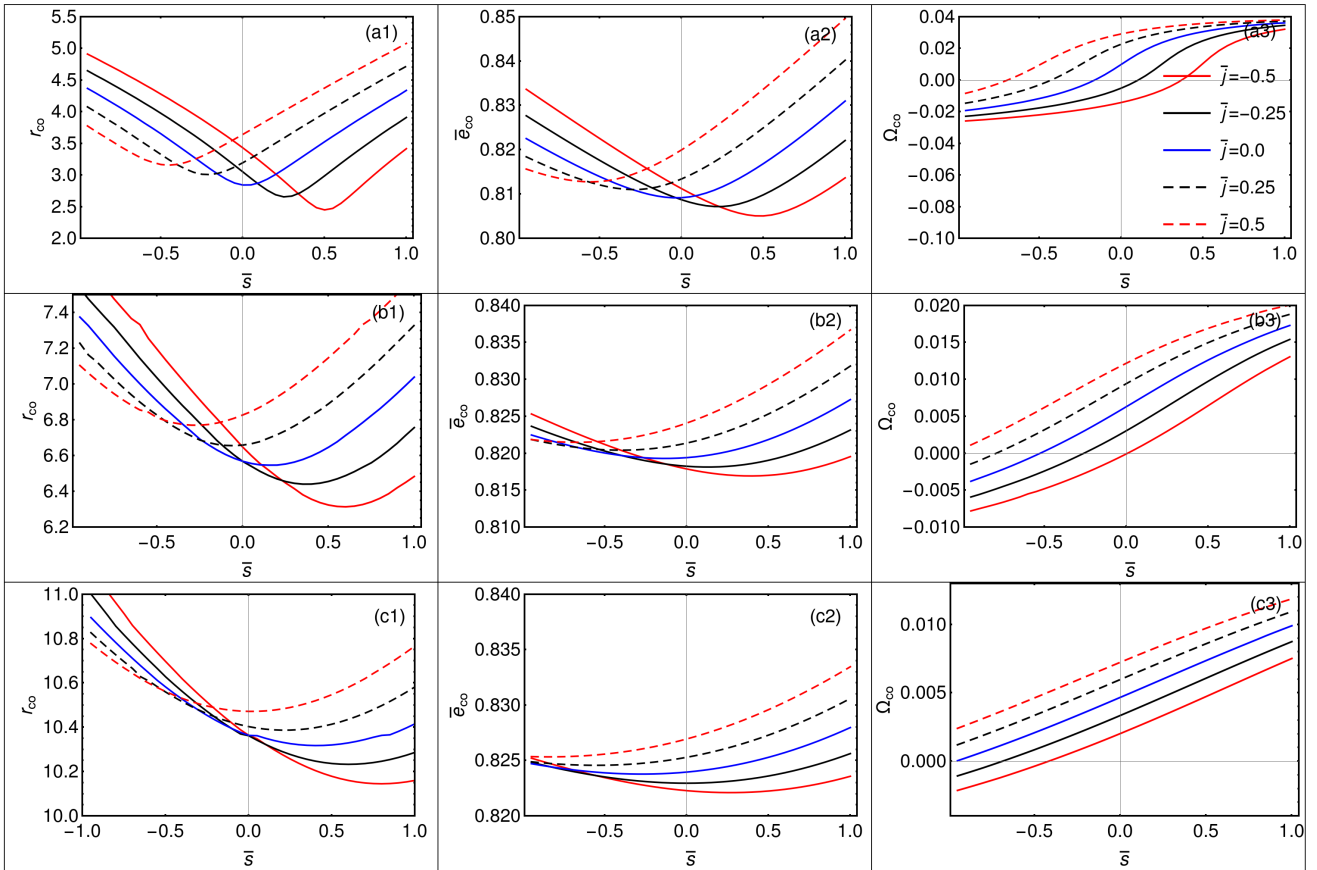 (a1)
r_co
5.5
5.0
4.5
4.0
3.5
3.0
2.5
2.0
−0.5 0.0 0.5 1.0
s̅
(a2)
e̅_co
0.85
0.84
0.83
0.82
0.81
0.80
−0.5 0.0 0.5 1.0
s̅
(a3)
Ω_co
0.04
0.02
0.00
−0.02
−0.04
−0.06
−0.08
−0.10
−0.5 0.0 0.5 1.0
s̅
j̅=−0.5
j̅=−0.25
j̅=0.0
j̅=0.25
j̅=0.5
(b1)
r_co
7.4
7.2
7.0
6.8
6.6
6.4
6.2
−0.5 0.0 0.5 1.0
s̅
(b2)
e̅_co
0.840
0.835
0.830
0.825
0.820
0.815
0.810
−0.5 0.0 0.5 1.0
s̅
(b3)
Ω_co
0.020
0.015
0.010
0.005
0.000
−0.005
−0.010
−0.5 0.0 0.5 1.0
s̅
(c1)
r_co
11.0
10.8
10.6
10.4
10.2
10.0
−1.0 −0.5 0.0 0.5 1.0
s̅
(c2)
e̅_co
0.840
0.835
0.830
0.825
0.820
−0.5 0.0 0.5 1.0
s̅
(c3)
Ω_co
0.010
0.005
0.000
−0.5 0.0 0.5 1.0
s̅